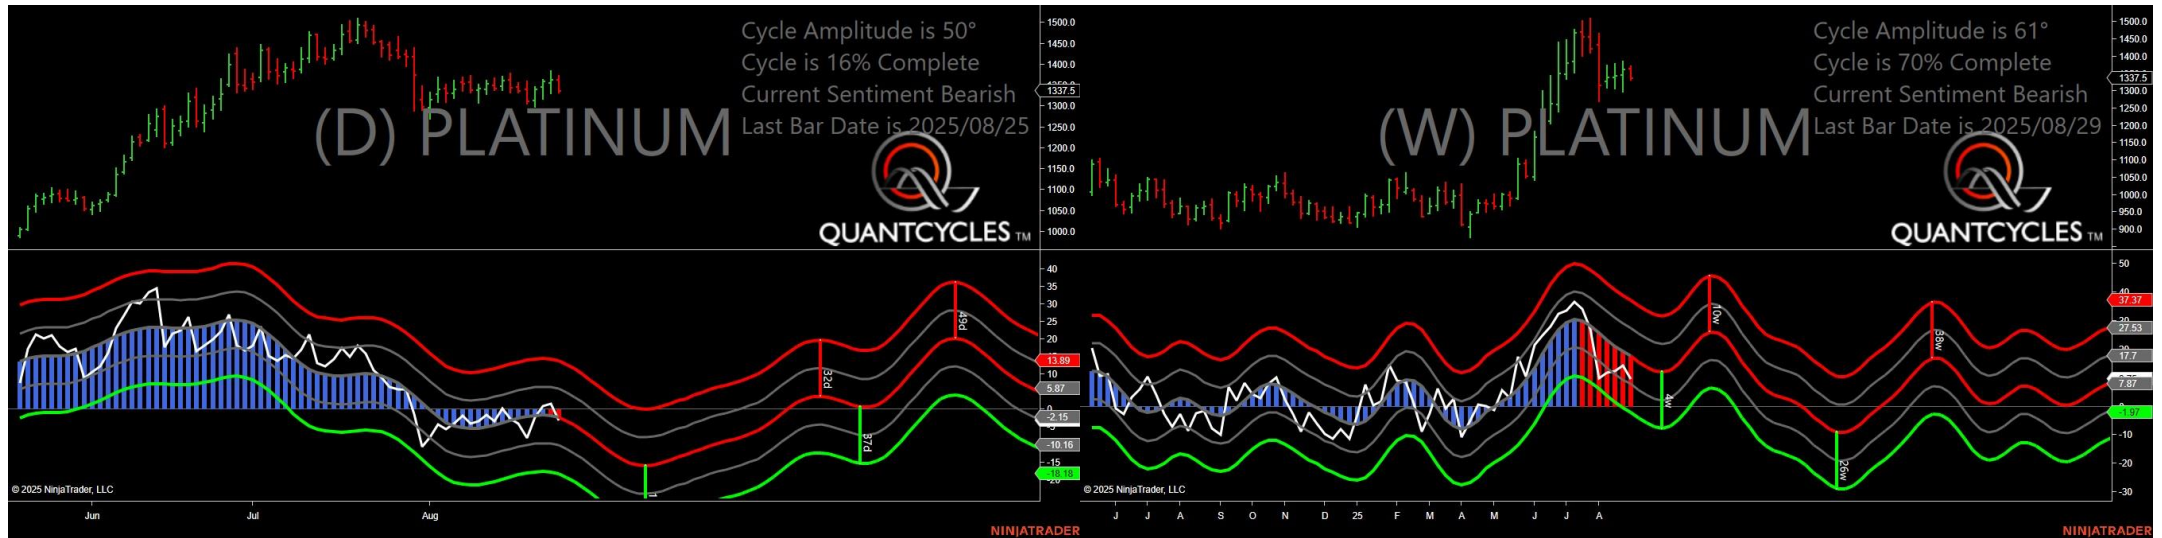 Cycle Amplitude is 50°
Cycle is 16% Complete
Current Sentiment Bearish
Last Bar Date is 2025/08/25
(D) PLATINUM
QUANTCYCLES TM
1500.0
1450.0
1400.0
1337.5
1300.0
1250.0
1200.0
1150.0
1100.0
1050.0
1000.0
40
35
30
25
20
13.89
10
5.87
0
-2.15
-10.16
-15
-18.18
32d
37d
49d
© 2025 NinjaTrader, LLC
Jun Jul Aug
NINJATRADER
Cycle Amplitude is 61°
Cycle is 70% Complete
Current Sentiment Bearish
Last Bar Date is 2025/08/29
(W) PLATINUM
QUANTCYCLES TM
1500.0
1450.0
1400.0
1337.5
1300.0
1250.0
1200.0
1150.0
1100.0
1050.0
1000.0
950.0
900.0
50
40
37.37
27.53
17.7
7.87
-1.97
-10
-20
-30
4w
10w
26w
38w
© 2025 NinjaTrader, LLC
J J A S O N D 25 F M A M J J A
NINJATRADER